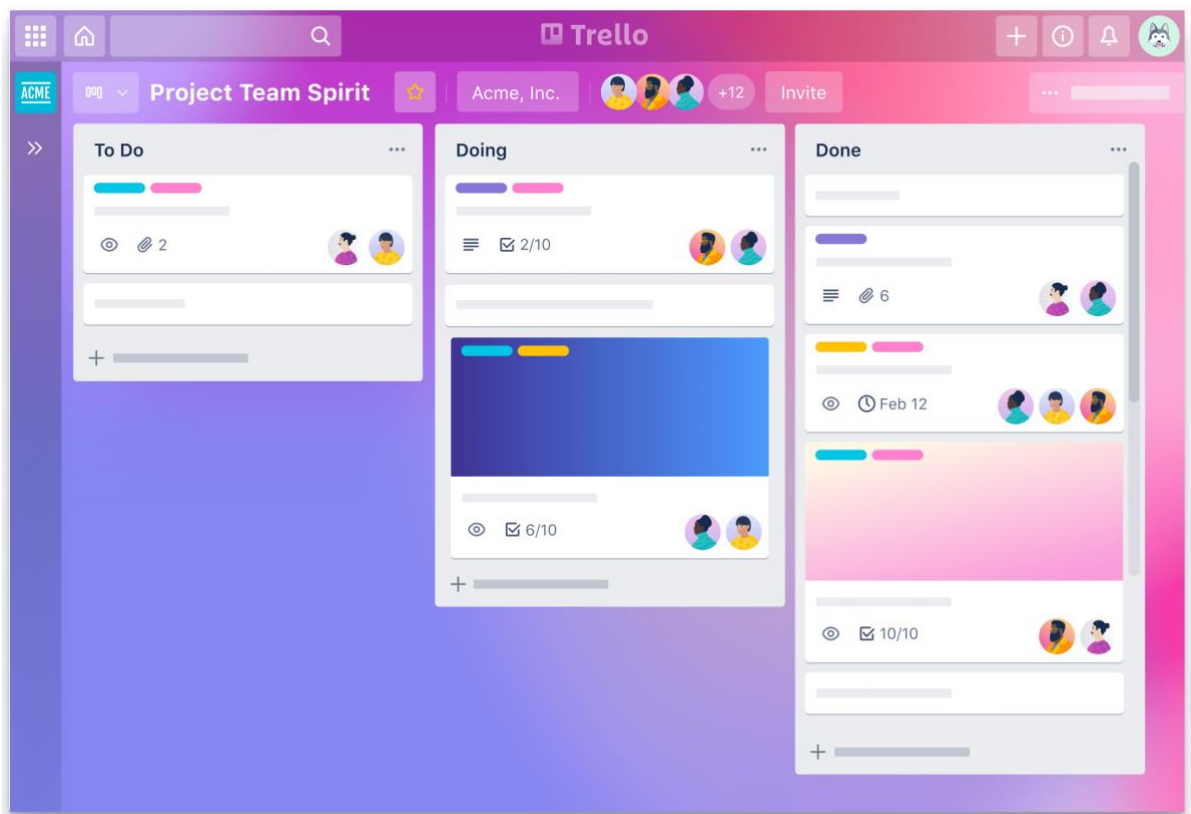 Trello
ACME
Project Team Spirit
Acme, Inc.
+12
Invite
To Do
2
Doing
2/10
6/10
Done
6
Feb 12
10/10